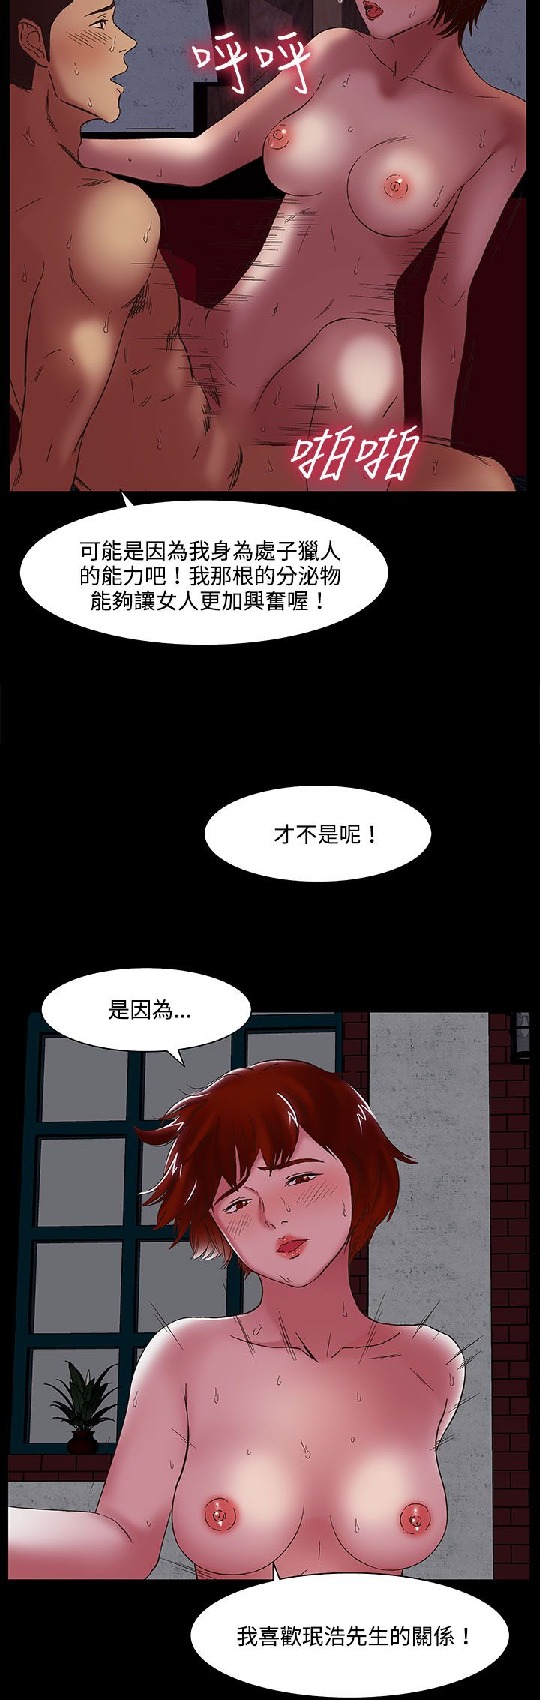 呼呼
啪啪
可能是因為我身為處子獵人
的能力吧！我那根的分泌物
能夠讓女人更加興奮喔！
才不是呢！
是因為...
我喜歡珉浩先生的關係！